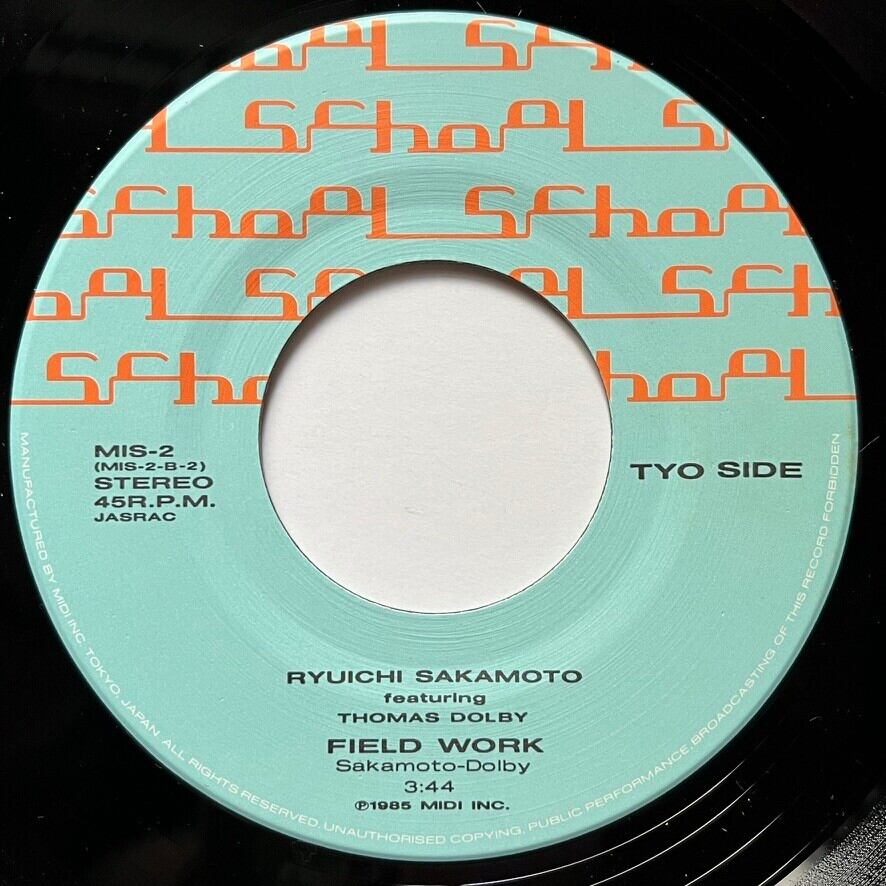 School School
School School School
School School
School School School
School School
MIS-2
(MIS-2-B-2)
STEREO
45R.P.M.
JASRAC
TYO SIDE
RYUICHI SAKAMOTO
featuring
THOMAS DOLBY
FIELD WORK
Sakamoto-Dolby
3:44
℗1985 MIDI INC.
MANUFACTURED BY MIDI INC. TOKYO, JAPAN. ALL RIGHTS RESERVED. UNAUTHORISED COPYING, PUBLIC PERFORMANCE, BROADCASTING OF THIS RECORD FORBIDDEN